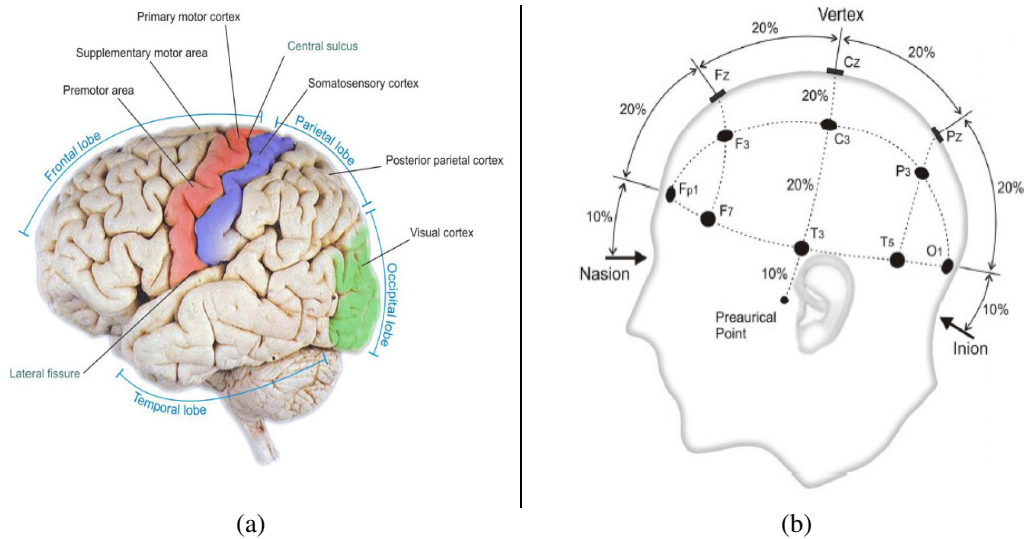 Primary motor cortex
Central sulcus
Supplementary motor area
Somatosensory cortex
Premotor area
Frontal lobe
Parietal lobe
Posterior parietal cortex
Visual cortex
Occipital lobe
Lateral fissure
Temporal lobe
(a)
Vertex
20%
20%
Cz
Fz
20%
20%
F3
C3
Pz
P3
20%
20%
Fp1
F7
10%
T3
T5
O1
Nasion
10%
10%
Preaurical
Point
Inion
(b)